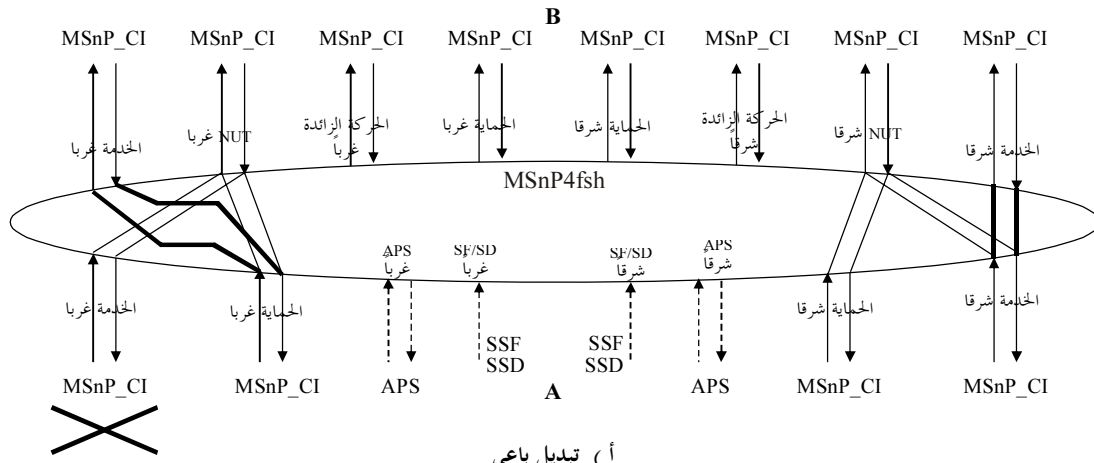 B
MSnP_CI MSnP_CI MSnP_CI MSnP_CI MSnP_CI MSnP_CI MSnP_CI MSnP_CI
الخدمة غربا
NUT غربا
الحركة الزائدة
غرباً
الحماية غربا
الحماية شرقا
الحركة الزائدة
شرقاً
NUT شرقا
الخدمة شرقا
MSnP4fsh
APS
غرباً
SF/SD
غرباً
SF/SD
شرقاً
APS
شرقاً
الخدمة غربا
الحماية غربا
الحماية شرقا
الخدمة شرقا
SSF
SSD
SSF
SSD
MSnP_CI MSnP_CI APS APS MSnP_CI MSnP_CI
A
أ ) تبديل باعي